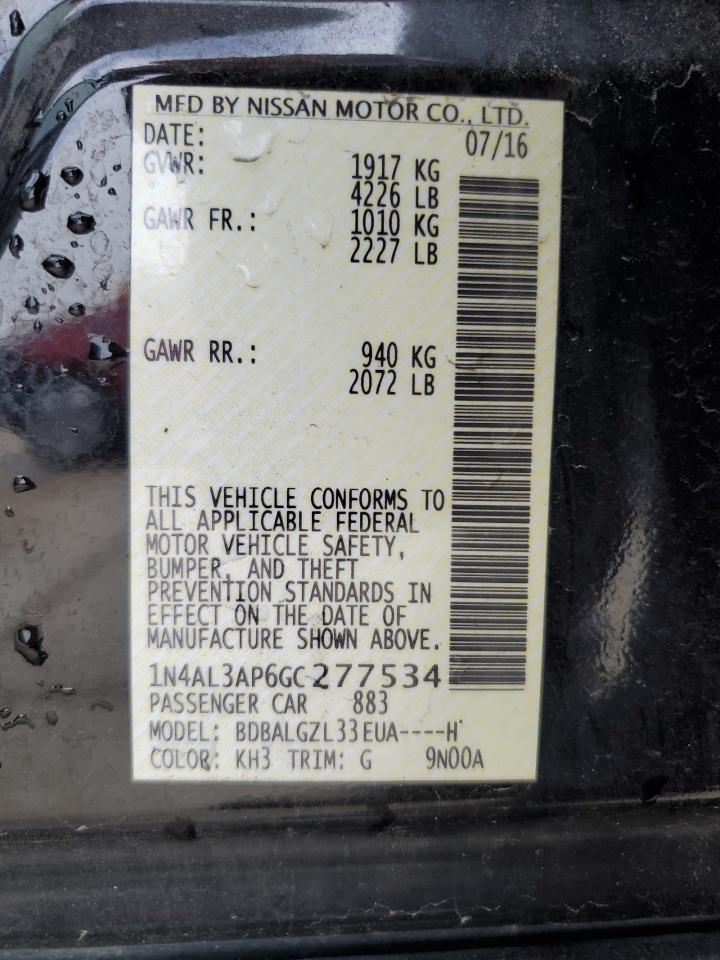 MFD BY NISSAN MOTOR CO., LTD.
DATE: 07/16
GVWR: 1917 KG
4226 LB
GAWR FR.: 1010 KG
2227 LB
GAWR RR.: 940 KG
2072 LB
THIS VEHICLE CONFORMS TO
ALL APPLICABLE FEDERAL
MOTOR VEHICLE SAFETY,
BUMPER, AND THEFT
PREVENTION STANDARDS IN
EFFECT ON THE DATE OF
MANUFACTURE SHOWN ABOVE.
1N4AL3AP6GC277534
PASSENGER CAR 883
MODEL: BDBALGZL33EUA----H
COLOR: KH3 TRIM: G 9N00A